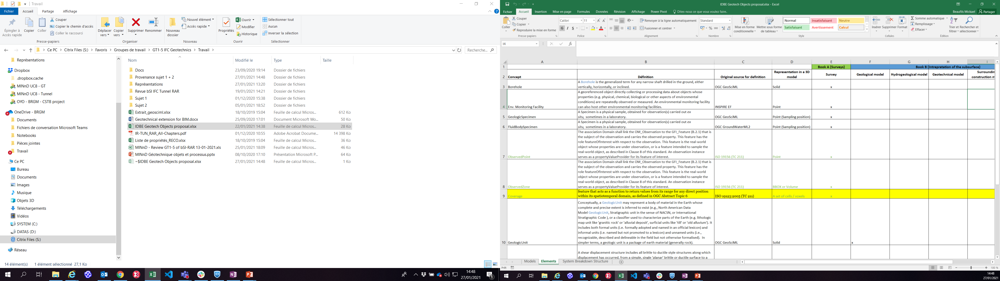 Travail
Fichier Accueil Partage Affichage
Épingler à Accès rapide
Copier
Coller
Couper
Copier le chemin d'accès
Coller le raccourci
Presse-papiers
Déplacer vers
Copier vers
Supprimer
Renommer
Organiser
Nouveau dossier
Nouvel élément
Accès rapide
Nouveau
Propriétés
Ouvrir
Modifier
Historique
Ouvrir
Sélectionner tout
Aucun
Inverser la sélection
Sélectionner
Ce PC > Citrix Files (S:) > Favoris > Groupes de travail > GT1-5 IFC Geotechnics > Travail >
Recherche...
Représentations
Dropbox
.dropbox.cache
MINnD UC8 - GT
MINnD UC8 - Tunnel
OYO - BRGM - CSTB project
OneDrive - BRGM
Documents
Fichiers de conversation Microsoft Teams
Notebooks
Pièces jointes
Travail
Ce PC
Bureau
Documents
Images
Musique
Objets 3D
Téléchargements
Vidéos
SYSTEM (C:)
DATAS (D:)
Citrix Files (S:)
Réseau
Nom Modifié le Type Taille
Docs 23/09/2020 19:14 Dossier de fichiers
Provenance sujet 1 + 2 27/01/2021 14:48 Dossier de fichiers
Représentations 27/01/2021 13:20 Dossier de fichiers
Revue bSI IFC Tunnel RAR 19/01/2021 14:21 Dossier de fichiers
Sujet 1 01/12/2020 15:38 Dossier de fichiers
Sujet 2 05/01/2021 18:52 Dossier de fichiers
Extrait_geosciml.xlsx 18/10/2019 15:04 Feuille de calcul Micros... 612 Ko
Geotechnical extension for BIM.docx 25/09/2020 17:01 Document Microsoft Wo... 50 Ko
IDBE Geotech Objects proposal.xlsx 22/01/2021 14:38 Feuille de calcul Micros... 28 Ko
IR-TUN_RAR_All-Chapters.pdf 01/12/2020 10:55 Adobe Acrobat Docume... 14 398 Ko
Liste de propriétés_RECO.xlsx 18/10/2019 15:04 Feuille de calcul Micros... 36 Ko
MINnD - Review GT1-5 of bSI-RAR 13-01-2021.xls 25/01/2021 18:09 Feuille de calcul Micros... 46 Ko
MINnD Géotechnique objets et processus.pptx 08/10/2020 17:10 Présentation Microsoft P... 64 Ko
~$IDBE Geotech Objects proposal.xlsx 27/01/2021 14:48 Feuille de calcul Micros... 1 Ko
14 élément(s) 1 élément sélectionné 27,1 Ko
14:48
27/01/2021
IDBE Geotech Objects proposal.xlsx - Excel
Fichier Accueil Insertion Mise en page Formules Données Révision Affichage Power Pivot Dites-nous ce que vous voulez faire. Beaufils Mickael Partager
Coller
Couper
Copier
Reproduire la mise en forme
Presse-papiers
Calibri 11
G I S
Police
Renvoyer à la ligne automatiquement
Fusionner et centrer
Alignement
Standard
% 000
Nombre
Mise en forme conditionnelle
Mettre sous forme de tableau
Normal Insatisfaisant Neutre
Satisfaisant Avertissement Calcul
Style
Insérer Supprimer Format
Cellules
Somme automatique
Remplissage
Effacer
Trier et filtrer
Rechercher et sélectionner
Édition
I4 fx
A B C D E F G H I
1 Book A (Surveys) Book B (Intrepretation of the subsurface)
2 Concept Définition Original source for definition Representation in a 3D model Survey Geological model Hydrogeological model Geotechnical model Surroundin construction m
A Borehole is the generalized term for any narrow shaft drilled in the ground, either
vertically, horizontally, or inclined.
3 Borehole OGC GeoSciML Solid x
A georeferenced object directly collecting or processing data about objects whose
properties (e.g. physical, chemical, biological or other aspects of environmental
conditions) are repeatedly observed or measured. An environmental monitoring facility
can also host other environmental monitoring facilities.
4 Env. Monitoring Facility INSPIRE EF Point x
A Specimen is a physical sample, obtained for observation(s) carried out ex
situ, sometimes in a laboratory.
5 GeologicSpecimen OGC GeoSciML Point (Sampling position) x
A Specimen is a physical sample, obtained for observation(s) carried out ex
situ, sometimes in a laboratory.
6 FluidBodySpecimen OGC GroundWaterML2 Point (Sampling position) x
The association Domain shall link the OM_Observation to the GFI_Feature (B.2.1) that is
the subject of the observation and carries the observed property. This feature has the
role featureOfInterest with respect to the observation. This feature is the real-world
object whose properties are under observation, or is a feature intended to sample the
real-world object, as described in Clause 8 of this standard. An observation instance
serves as a propertyValueProvider for its feature of interest.
7 ObservedPoint ISO 19156 (TC 211) Point x
The association Domain shall link the OM_Observation to the GFI_Feature (B.2.1) that is
the subject of the observation and carries the observed property. This feature has the
role featureOfInterest with respect to the observation. This feature is the real-world
object whose properties are under observation, or is a feature intended to sample the
real-world object, as described in Clause 8 of this standard. An observation instance
serves as a propertyValueProvider for its feature of interest.
8 ObservedZone ISO 19156 (TC 211) BBOX or Volume x
feature that acts as a function to return values from its range for any direct position
within its spatiotemporal domain, as defined in OGC Abstract Topic 6
9 Coverage ISO 19123:2005 (TC 211) A set of cells / voxels x
Conceptually, a GeologicUnit may represent a body of material in the Earth whose
complete and precise extent is inferred to exist (e.g., North American Data
Model GeologicUnit, Stratigraphic unit in the sense of NACSN, or International
Stratigraphic Code ), or a classifier used to characterize parts of the Earth (e.g. lithologic
map unit like 'granitic rock' or 'alluvial deposit', surficial units like 'till' or 'old alluvium'). It
includes both formal units (i.e. formally adopted and named in an official lexicon) and
informal units (i.e. named but not promoted to a lexicon) and unnamed units (i.e.,
recognizable, described and delineable in the field but not otherwise formalised). In
simpler terms, a geologic unit is a package of earth material (generally rock).
10 GeologicUnit OGC GeoSciML Solid x
A shear displacement structure includes all brittle to ductile style structures along which
displacement has occurred, from a simple, single 'planar' brittle or ductile surface to a
Models Elements System Breakdown Structure
Prêt
100 %
14:48
27/01/2021